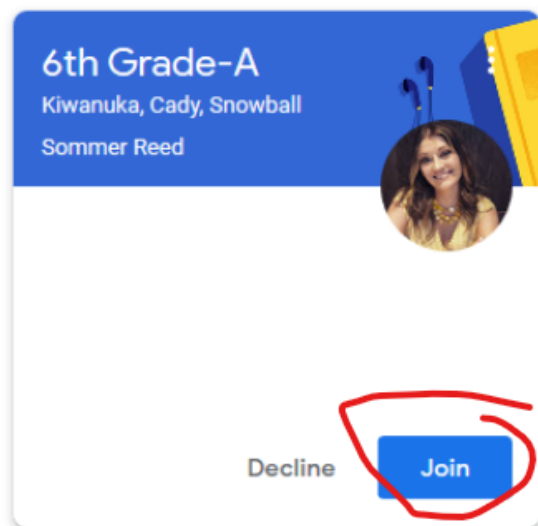 6th Grade-A
Kiwanuka, Cady, Snowball
Sommer Reed
Decline
Join